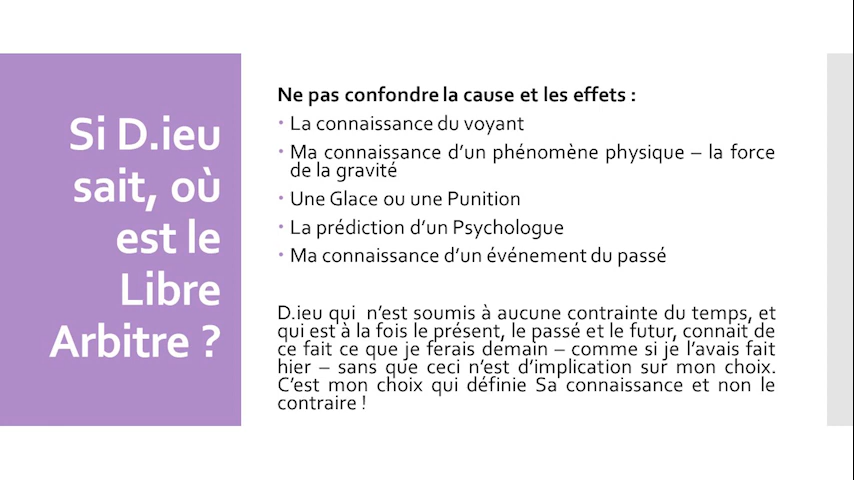 Si D.ieu
sait, où
est le
Libre
Arbitre ?
Ne pas confondre la cause et les effets :
• La connaissance du voyant
• Ma connaissance d'un phénomène physique – la force
de la gravité
• Une Glace ou une Punition
• La prédiction d'un Psychologue
• Ma connaissance d'un événement du passé
D.ieu qui n'est soumis à aucune contrainte du temps, et
qui est à la fois le présent, le passé et le futur, connait de
ce fait ce que je ferais demain – comme si je l'avais fait
hier – sans que ceci n'est d'implication sur mon choix.
C'est mon choix qui définie Sa connaissance et non le
contraire !